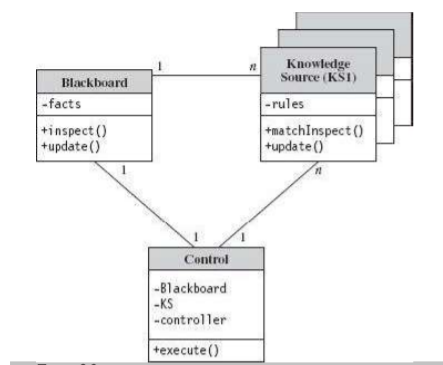 1
n
Blackboard
-facts
+inspect()
+update()
Knowledge
Source (KS1)
-rules
+matchInspect()
+update()
1
n
1
1
Control
-Blackboard
-KS
-controller
+execute()